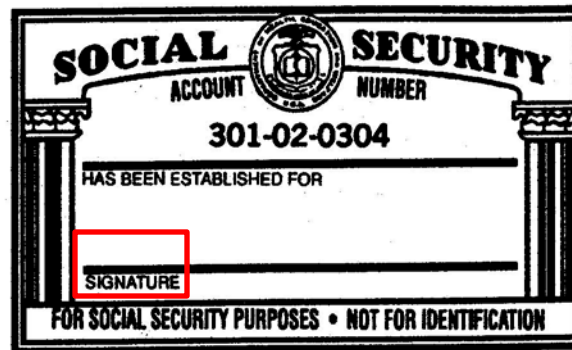 SOCIAL SECURITY
ACCOUNT NUMBER
301-02-0304
HAS BEEN ESTABLISHED FOR
SIGNATURE
FOR SOCIAL SECURITY PURPOSES • NOT FOR IDENTIFICATION